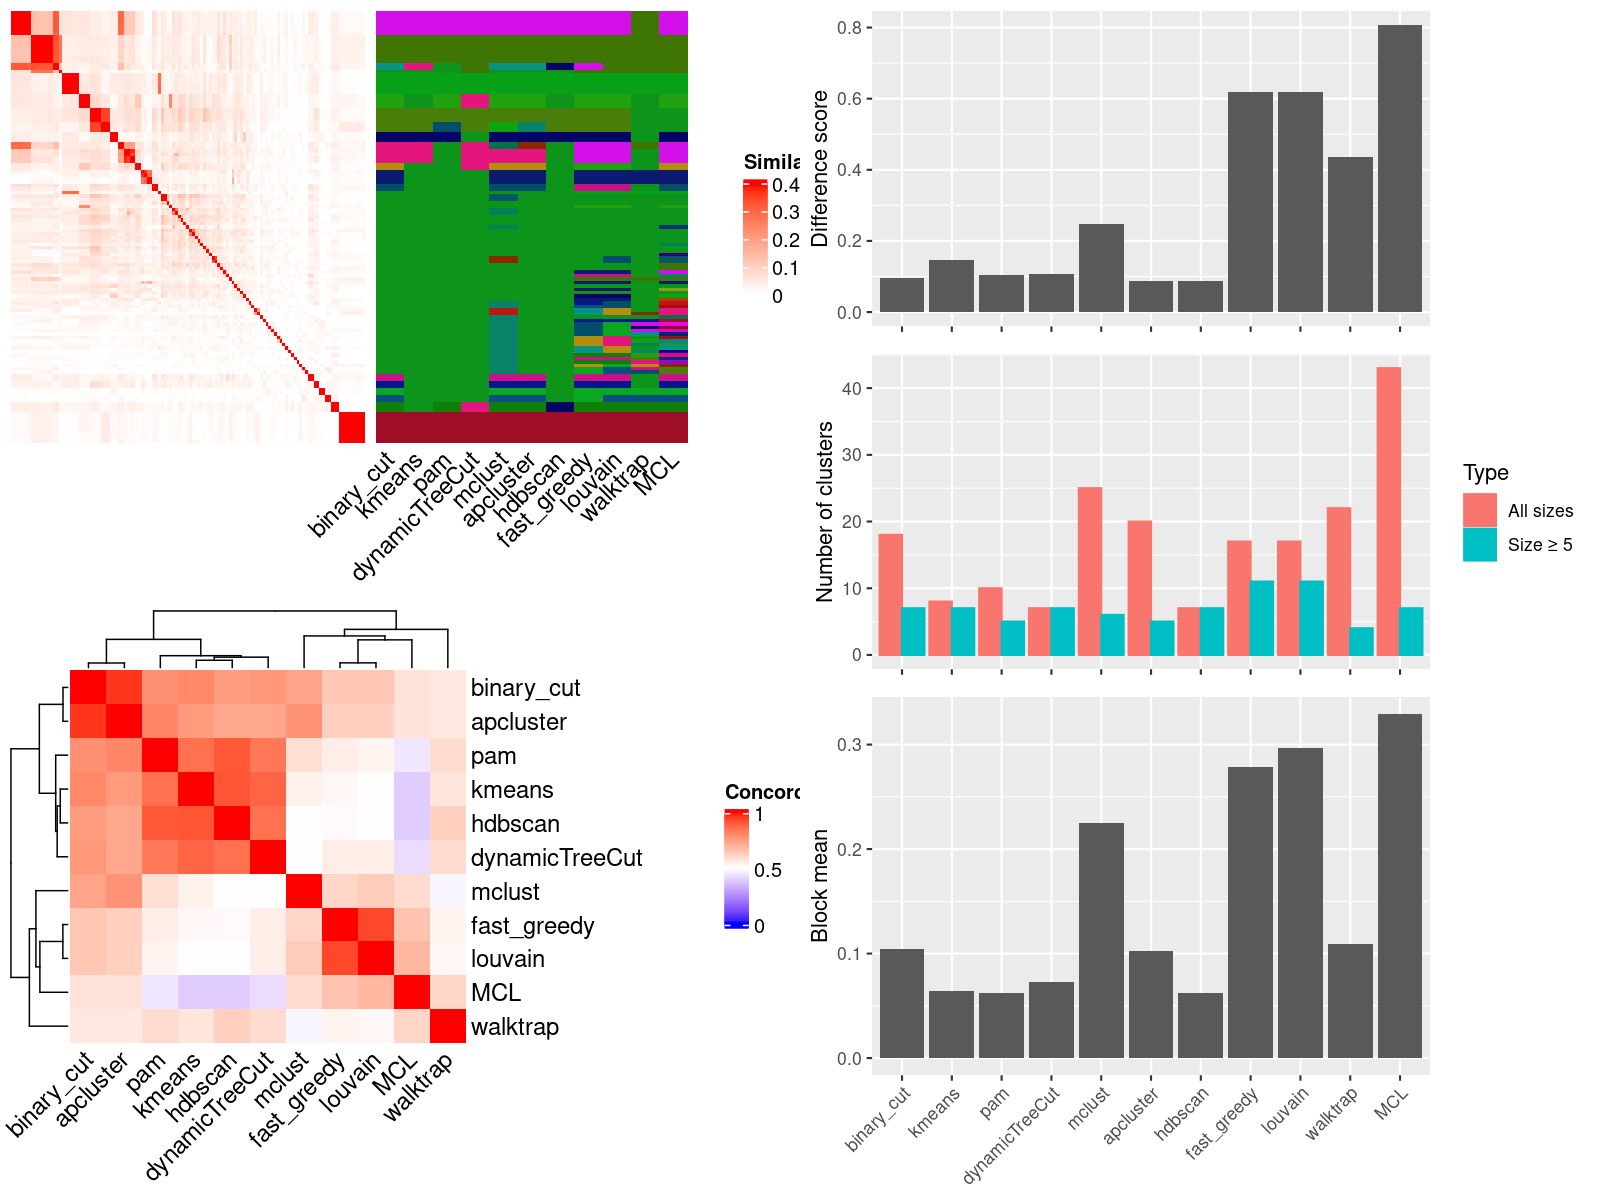 Simila
0.4
0.3
0.2
0.1
0
binary_cut
kmeans
pam
dynamicTreeCut
mclust
apcluster
hdbscan
fast_greedy
louvain
walktrap
MCL
binary_cut
apcluster
pam
kmeans
hdbscan
dynamicTreeCut
mclust
fast_greedy
louvain
MCL
walktrap
Concord
1
0.5
0
binary_cut
apcluster
pam
kmeans
hdbscan
dynamicTreeCut
mclust
fast_greedy
louvain
MCL
walktrap
Difference score
0.8
0.6
0.4
0.2
0.0
Number of clusters
40
30
20
10
0
Type
All sizes
Size ≥ 5
Block mean
0.3
0.2
0.1
0.0
binary_cut
kmeans
pam
dynamicTreeCut
mclust
apcluster
hdbscan
fast_greedy
louvain
walktrap
MCL